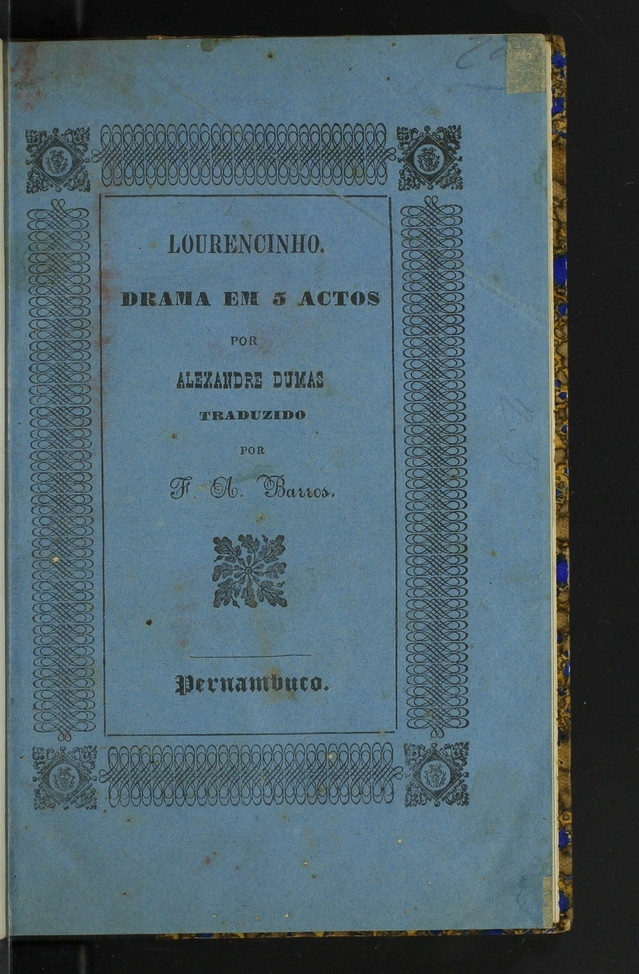 LOURENCINHO.
DRAMA EM 5 ACTOS
POR
ALEXANDRE DUMAS
TRADUZIDO
POR
F. A. Barros.
Pernambuco.